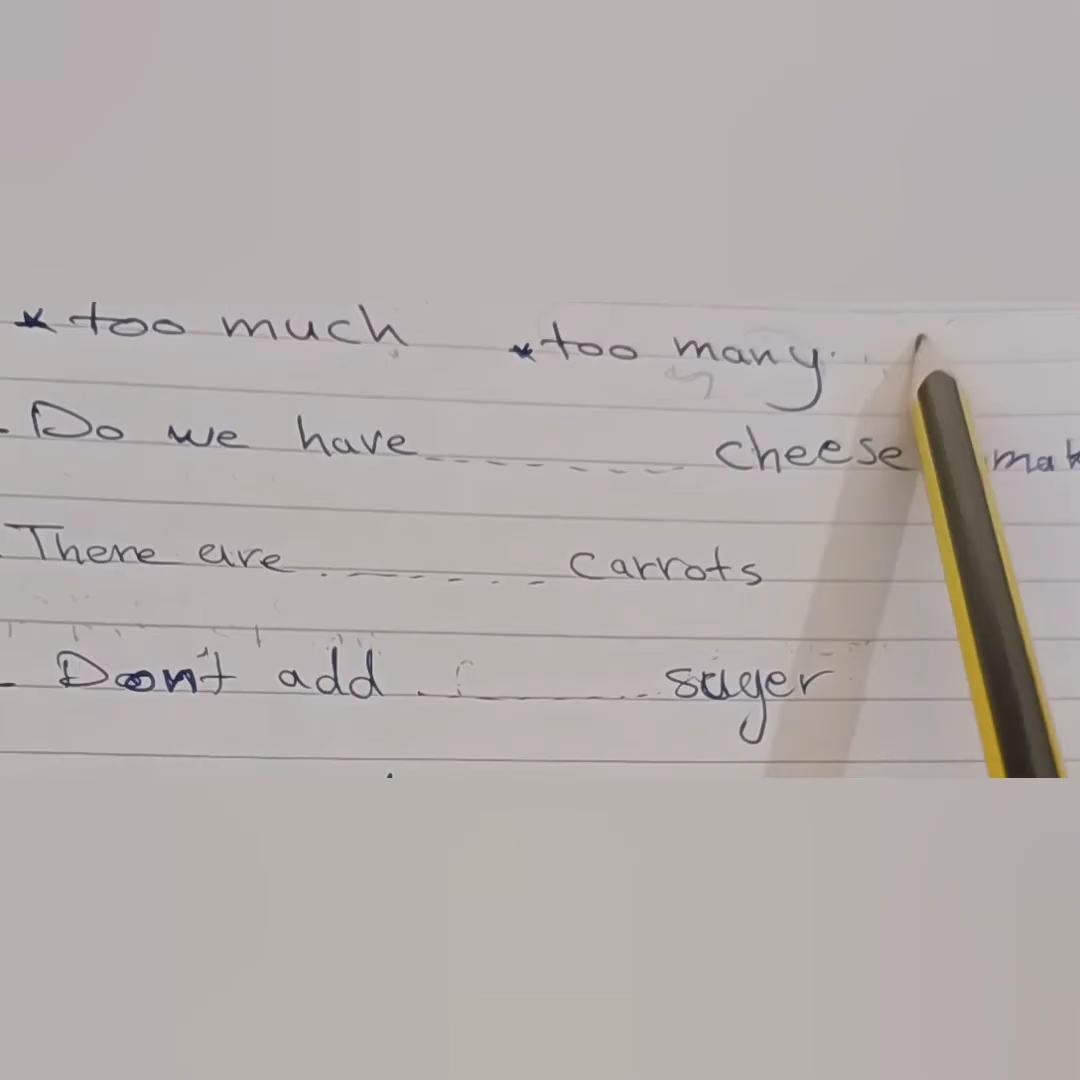 * too much * too many.
- Do we have ........ cheese
. There are ........ carrots
- Don't add ........ suger